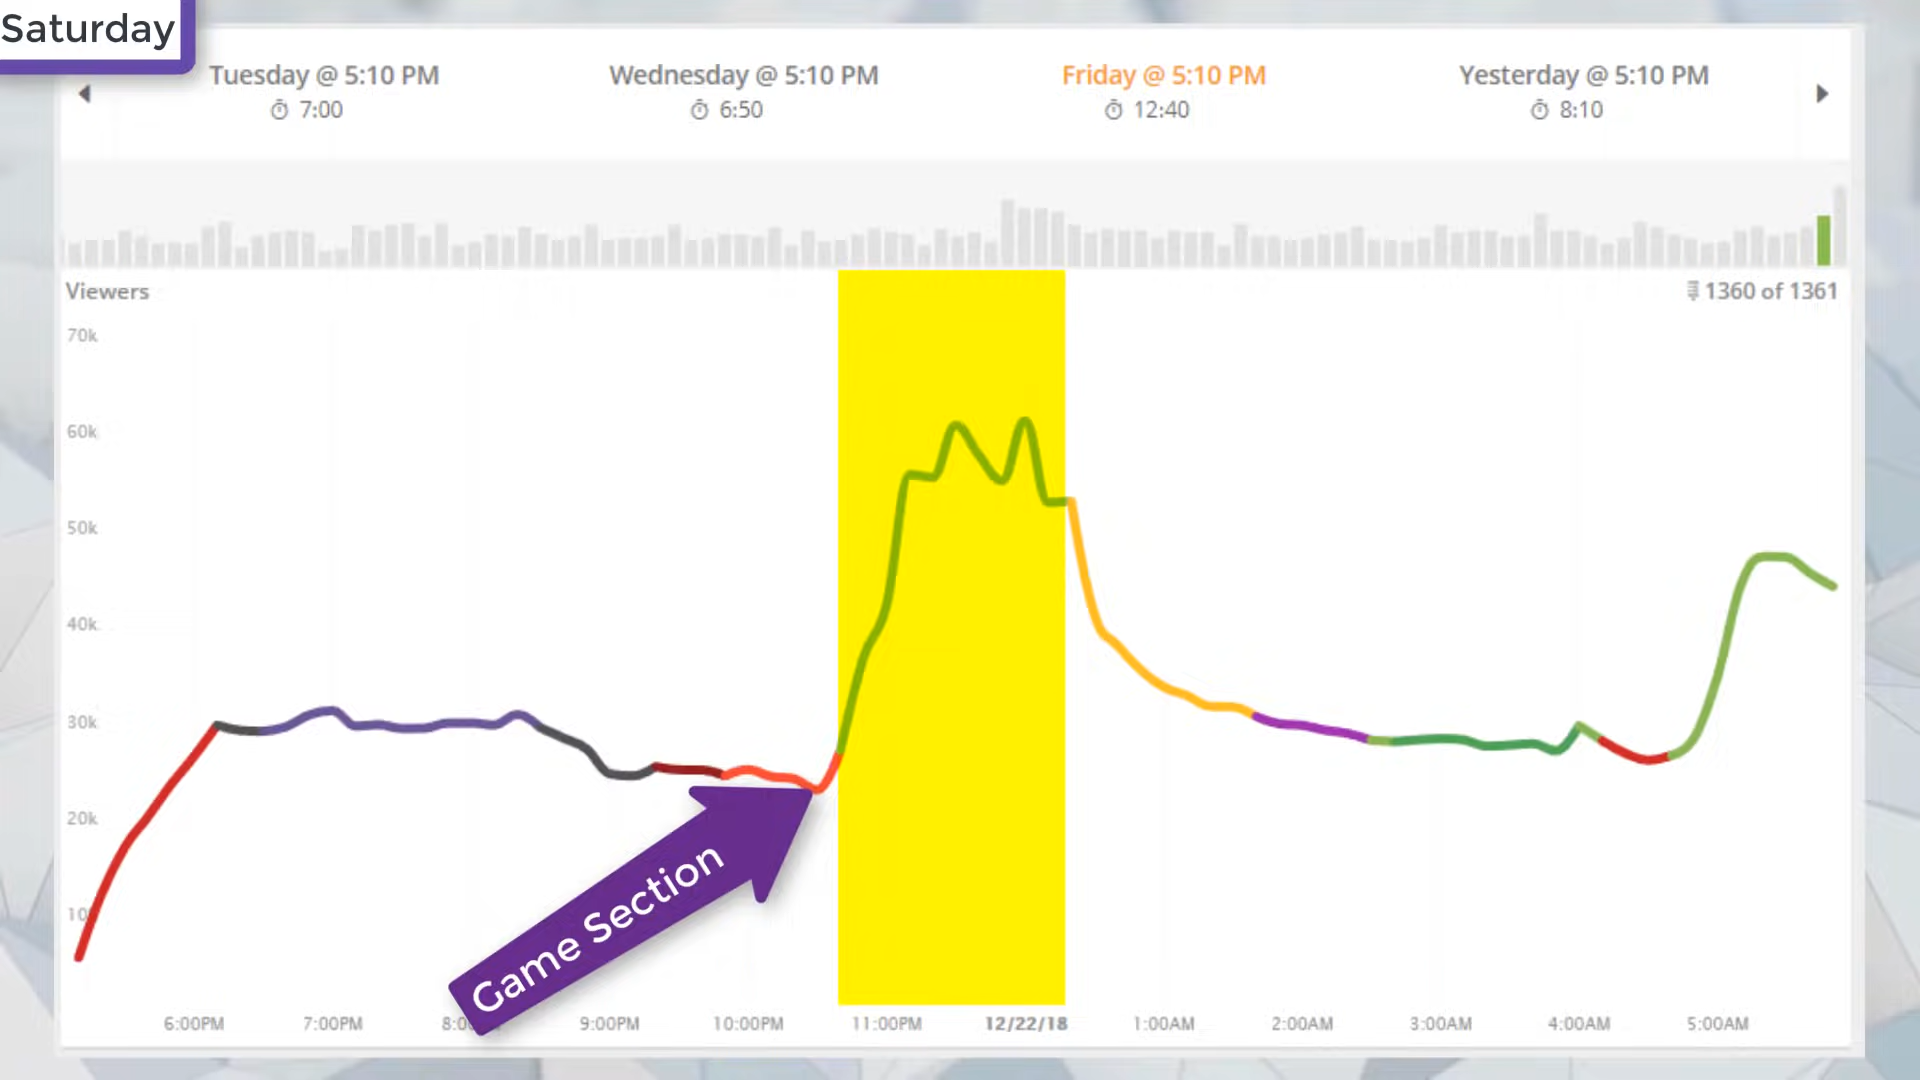 Saturday
Tuesday @ 5:10 PM
7:00
Wednesday @ 5:10 PM
6:50
Friday @ 5:10 PM
12:40
Yesterday @ 5:10 PM
8:10
Viewers
1360 of 1361
70k
60k
50k
40k
30k
20k
10
Game Section
6:00PM
7:00PM
8:0
9:00PM
10:00PM
11:00PM
12/22/18
1:00AM
2:00AM
3:00AM
4:00AM
5:00AM